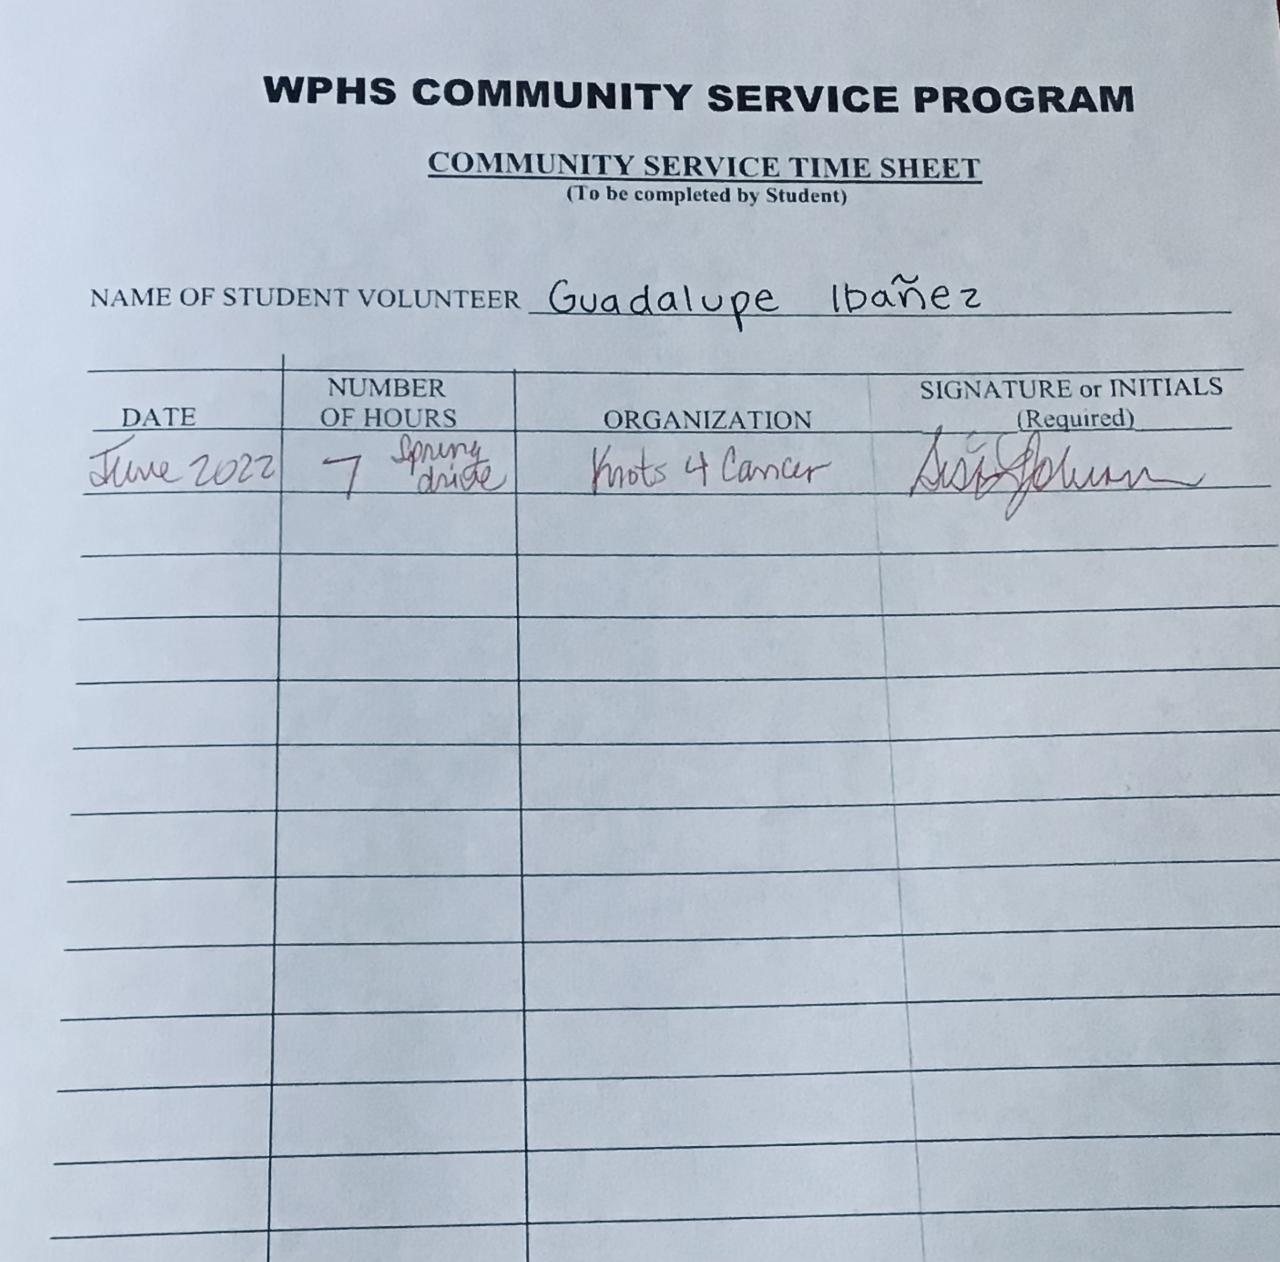 WPHS COMMUNITY SERVICE PROGRAM
COMMUNITY SERVICE TIME SHEET
(To be completed by Student)
NAME OF STUDENT VOLUNTEER Guadalupe Ibañez
DATE NUMBER OF HOURS ORGANIZATION SIGNATURE or INITIALS (Required)
June 2022 7 Spring drive Knots 4 Cancer